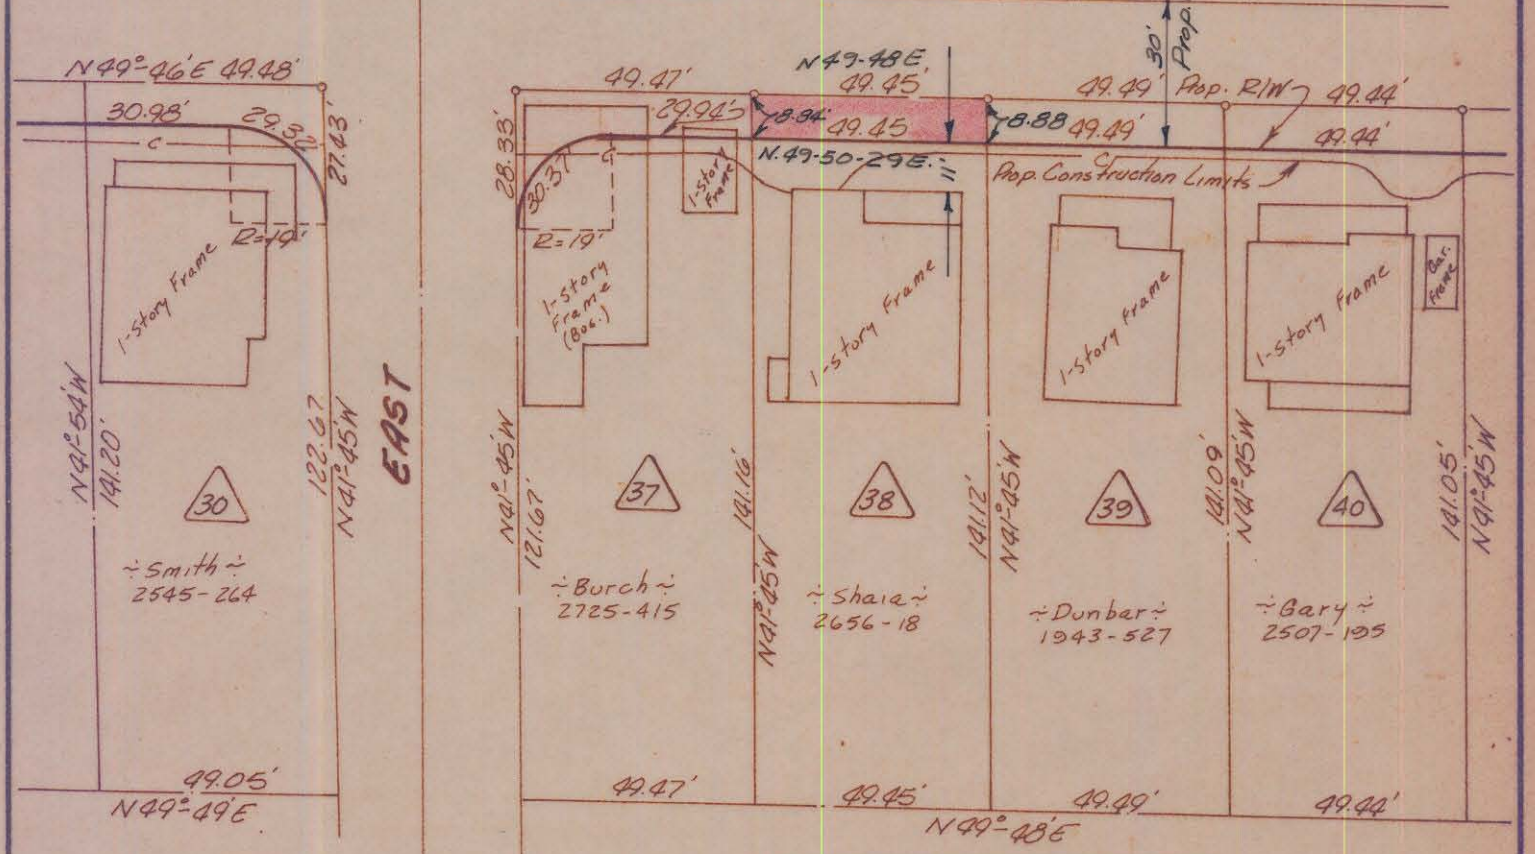 N49°-46'E 49.48'
30.98'
29.32'
C
27.43'
R=19'
1-Story Frame
N41°-54'W
141.20'
122.67
N41°-45'W
30
~Smith~
2545-264
49.05'
N49°-49'E
EAST
49.47'
29.94'
28.33'
30.37'
C
R=19'
1-Story
Frame
(Bus.)
1-Story
Frame
N41°-45'W
121.67'
37
141.16'
N41°-45'W
~Burch~
2725-415
49.47'
N49-48E
49.45'
8.94'
49.45
8.88
N.49-50-29E.
11
1-story Frame
38
141.12'
N41°-45'W
~Shaia~
2656-18
49.45'
30'
Prop.
49.49'
Prop. R/W
49.49'
C
Prop. Construction Limits
1-story Frame
39
141.09'
N41°-45'W
~Dunbar~
1943-527
49.49'
N49°-48'E
49.44'
49.44'
1-story Frame
Gar.
Frame
40
141.05'
N41°-45'W
~Gary~
2507-195
49.44'